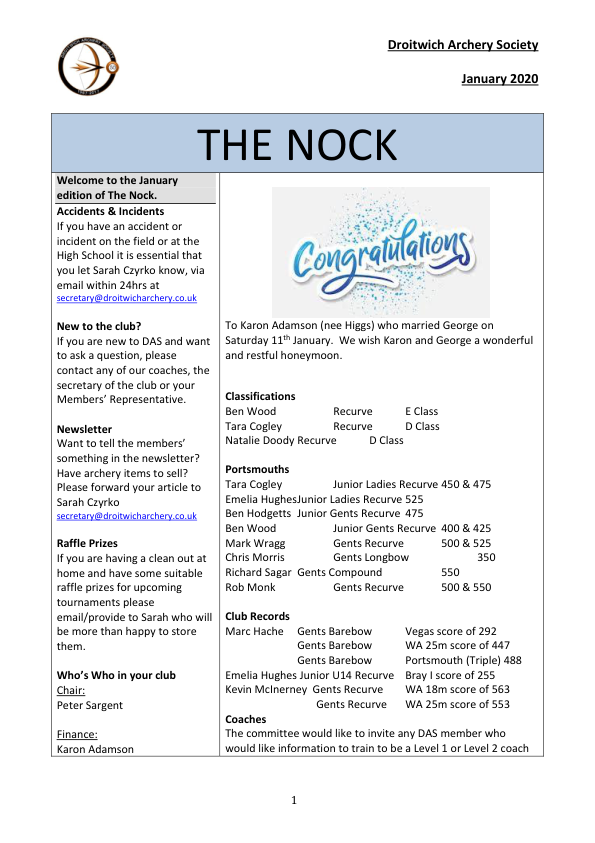 Droitwich Archery Society
January 2020
THE NOCK
Welcome to the January
edition of The Nock.
Accidents & Incidents
If you have an accident or
incident on the field or at the
High School it is essential that
you let Sarah Czyrko know, via
email within 24hrs at
secretary@droitwicharchery.co.uk
New to the club?
If you are new to DAS and want
to ask a question, please
contact any of our coaches, the
secretary of the club or your
Members' Representative.
Newsletter
Want to tell the members'
something in the newsletter?
Have archery items to sell?
Please forward your article to
Sarah Czyrko
secretary@droitwicharchery.co.uk
Raffle Prizes
If you are having a clean out at
home and have some suitable
raffle prizes for upcoming
tournaments please
email/provide to Sarah who will
be more than happy to store
them.
Who's Who in your club
Chair:
Peter Sargent
Finance:
Karon Adamson
Congratulations
To Karon Adamson (nee Higgs) who married George on
Saturday 11th January. We wish Karon and George a wonderful
and restful honeymoon.
Classifications
Ben Wood Recurve E Class
Tara Cogley Recurve D Class
Natalie Doody Recurve D Class
Portsmouths
Tara Cogley Junior Ladies Recurve 450 & 475
Emelia HughesJunior Ladies Recurve 525
Ben Hodgetts Junior Gents Recurve 475
Ben Wood Junior Gents Recurve 400 & 425
Mark Wragg Gents Recurve 500 & 525
Chris Morris Gents Longbow 350
Richard Sagar Gents Compound 550
Rob Monk Gents Recurve 500 & 550
Club Records
Marc Hache Gents Barebow Vegas score of 292
Gents Barebow WA 25m score of 447
Gents Barebow Portsmouth (Triple) 488
Emelia Hughes Junior U14 Recurve Bray I score of 255
Kevin McInerney Gents Recurve WA 18m score of 563
Gents Recurve WA 25m score of 553
Coaches
The committee would like to invite any DAS member who
would like information to train to be a Level 1 or Level 2 coach
1